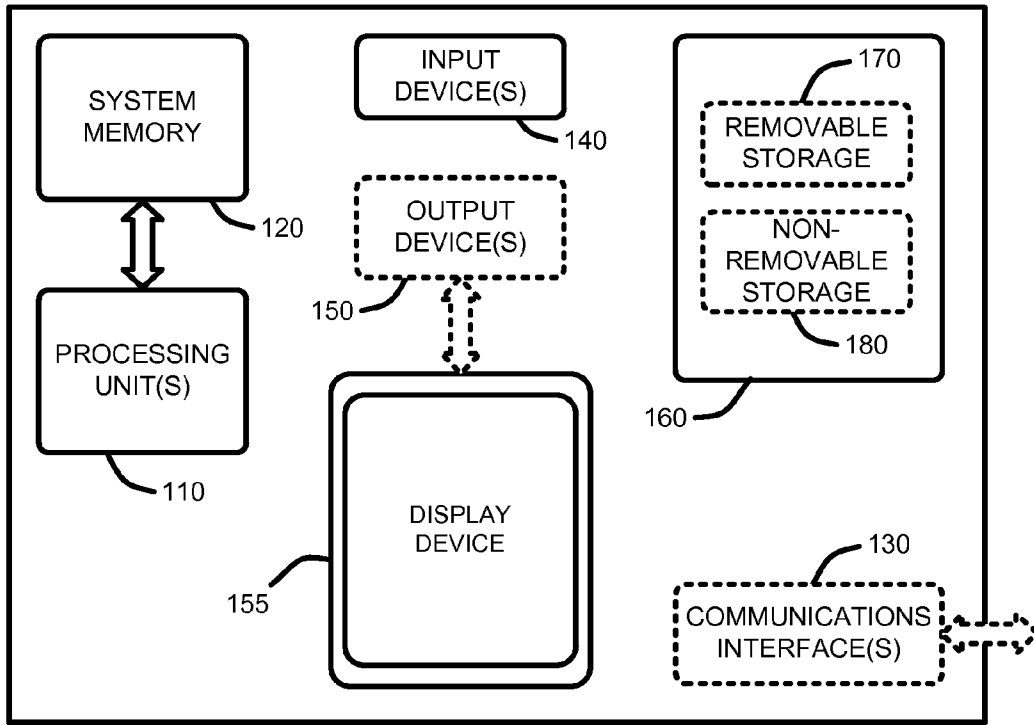 SYSTEM
MEMORY
120
PROCESSING
UNIT(S)
110
INPUT
DEVICE(S)
140
OUTPUT
DEVICE(S)
150
DISPLAY
DEVICE
155
170
REMOVABLE
STORAGE
NON-
REMOVABLE
STORAGE
180
160
130
COMMUNICATIONS
INTERFACE(S)